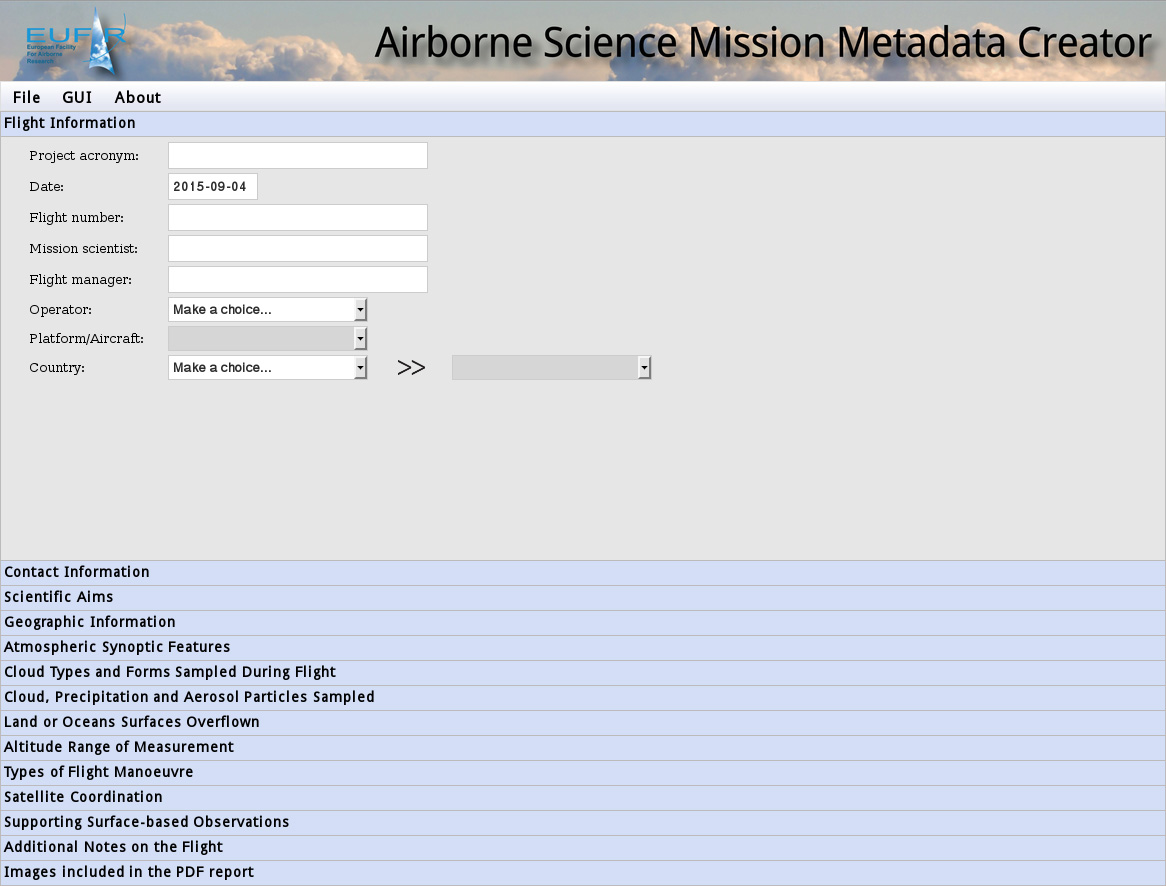 EUFAR
European Facility
For Airborne
Research
Airborne Science Mission Metadata Creator
File GUI About
Flight Information
Project acronym:
Date: 2015-09-04
Flight number:
Mission scientist:
Flight manager:
Operator: Make a choice...
Platform/Aircraft:
Country: Make a choice... >>
Contact Information
Scientific Aims
Geographic Information
Atmospheric Synoptic Features
Cloud Types and Forms Sampled During Flight
Cloud, Precipitation and Aerosol Particles Sampled
Land or Oceans Surfaces Overflown
Altitude Range of Measurement
Types of Flight Manoeuvre
Satellite Coordination
Supporting Surface-based Observations
Additional Notes on the Flight
Images included in the PDF report